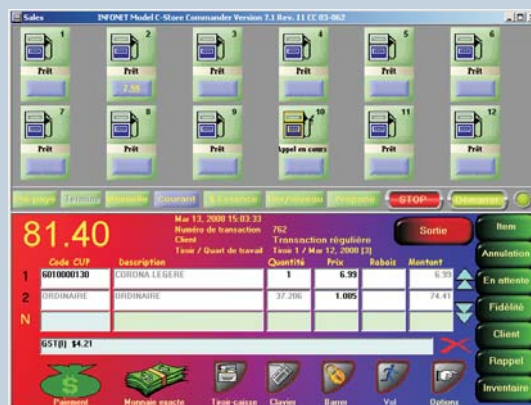 Sales INFONET Model C-Store Commander Version 7.1 Rev. 11 CC 03-062
1 2 3 4 5 6
Prêt Prêt Prêt Prêt Prêt Prêt
7.59
7 8 9 10 11 12
Prêt Prêt Prêt Appel en cours Prêt Prêt
Courant STOP Démarrer
81.40
Mar 13, 2008 15:03:33
Numéro de transaction 762
Client Transaction régulière
Tiroir / Quart de travail Tiroir 1 / Mar 12, 2008 [3]
Sortie
Item
Annulation
En attente
Fidélité
Client
Rappel
Inventaire
Code CUP Description Quantité Prix Rabais Montant
1 6010000130 CORONA LEGERE 1 6.99 6.99
2 ORDINAIRE ORDINAIRE 37.206 1.085 74.41
N
GST(I) $4.21
Paiement Monnaie exacte Tiroir-caisse Clavier Barrer Vol Options